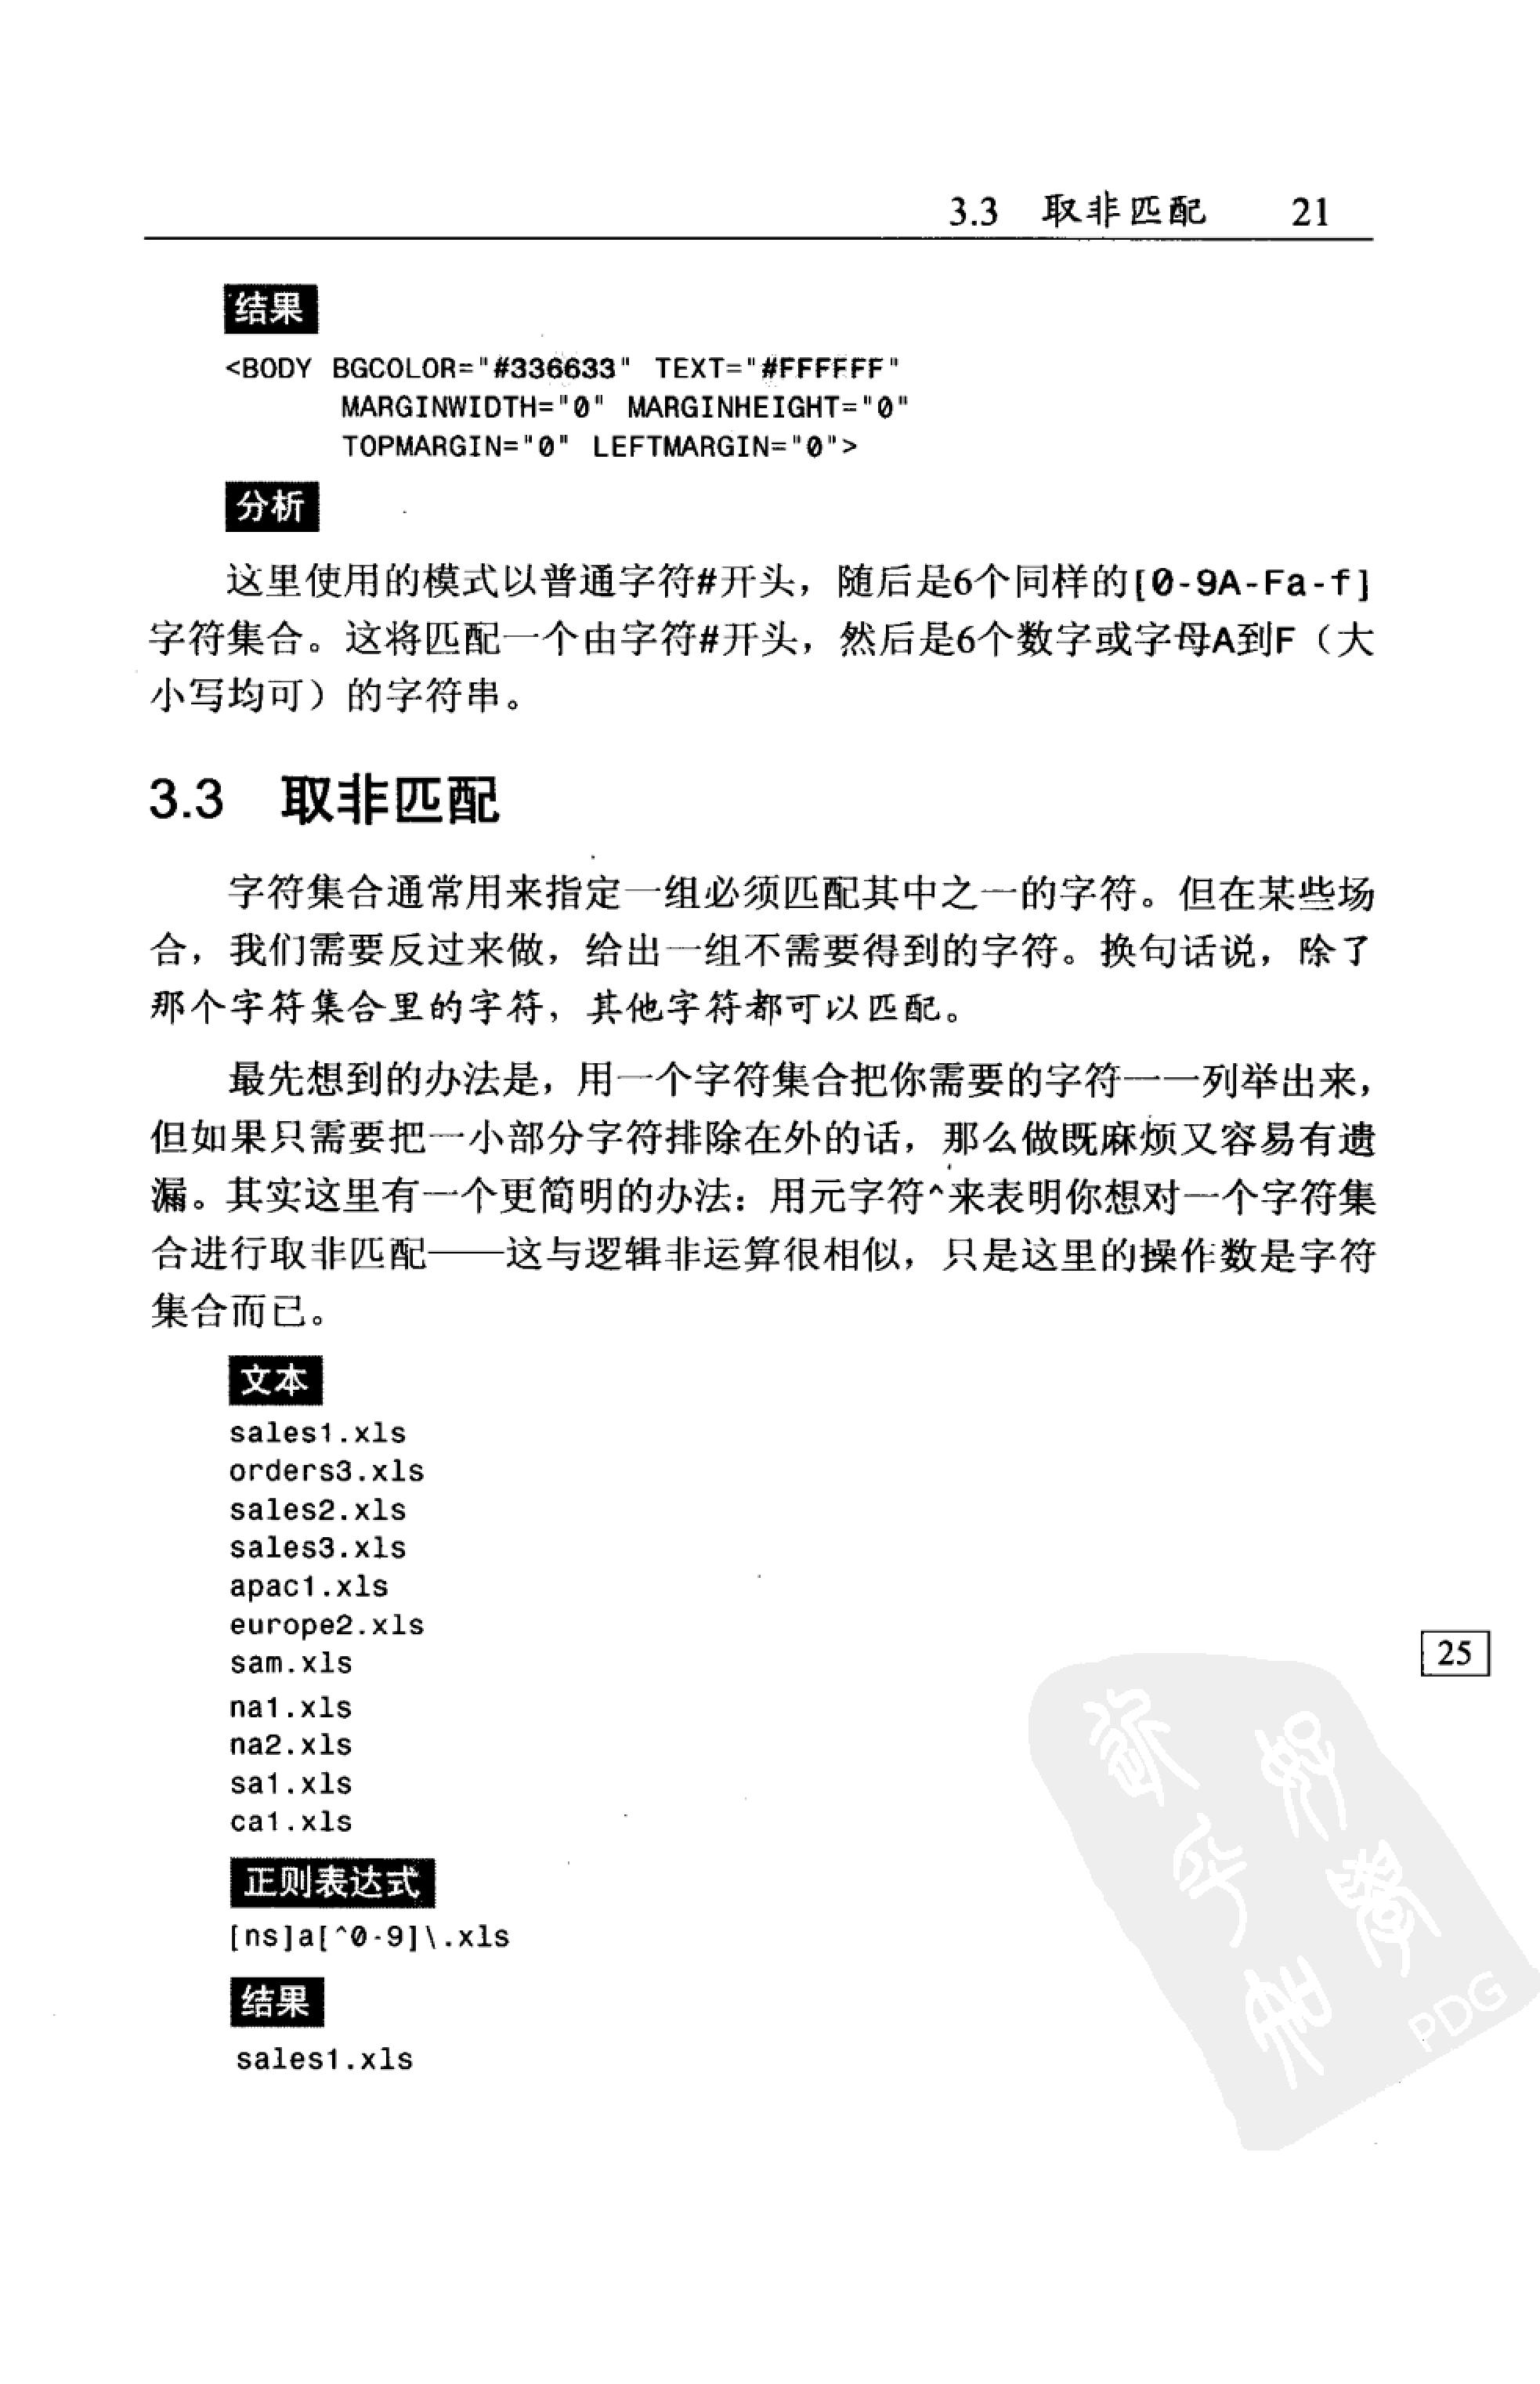 3.3 取非匹配 21
结果
<BODY BGCOLOR="#336633" TEXT="#FFFFFF"
MARGINWIDTH="0" MARGINHEIGHT="0"
TOPMARGIN="0" LEFTMARGIN="0">
分析
这里使用的模式以普通字符#开头，随后是6个同样的[0-9A-Fa-f]
字符集合。这将匹配一个由字符#开头，然后是6个数字或字母A到F（大
小写均可）的字符串。
3.3 取非匹配
字符集合通常用来指定一组必须匹配其中之一的字符。但在某些场
合，我们需要反过来做，给出一组不需要得到的字符。换句话说，除了
那个字符集合里的字符，其他字符都可以匹配。
最先想到的办法是，用一个字符集合把你需要的字符一一列举出来，
但如果只需要把一小部分字符排除在外的话，那么做既麻烦又容易有遗
漏。其实这里有一个更简明的办法：用元字符^来表明你想对一个字符集
合进行取非匹配——这与逻辑非运算很相似，只是这里的操作数是字符
集合而已。
文本
sales1.xls
orders3.xls
sales2.xls
sales3.xls
apac1.xls
europe2.xls
sam.xls
na1.xls
na2.xls
sa1.xls
ca1.xls
25
正则表达式
[ns]a[^0-9]\.xls
结果
sales1.xls
PDG